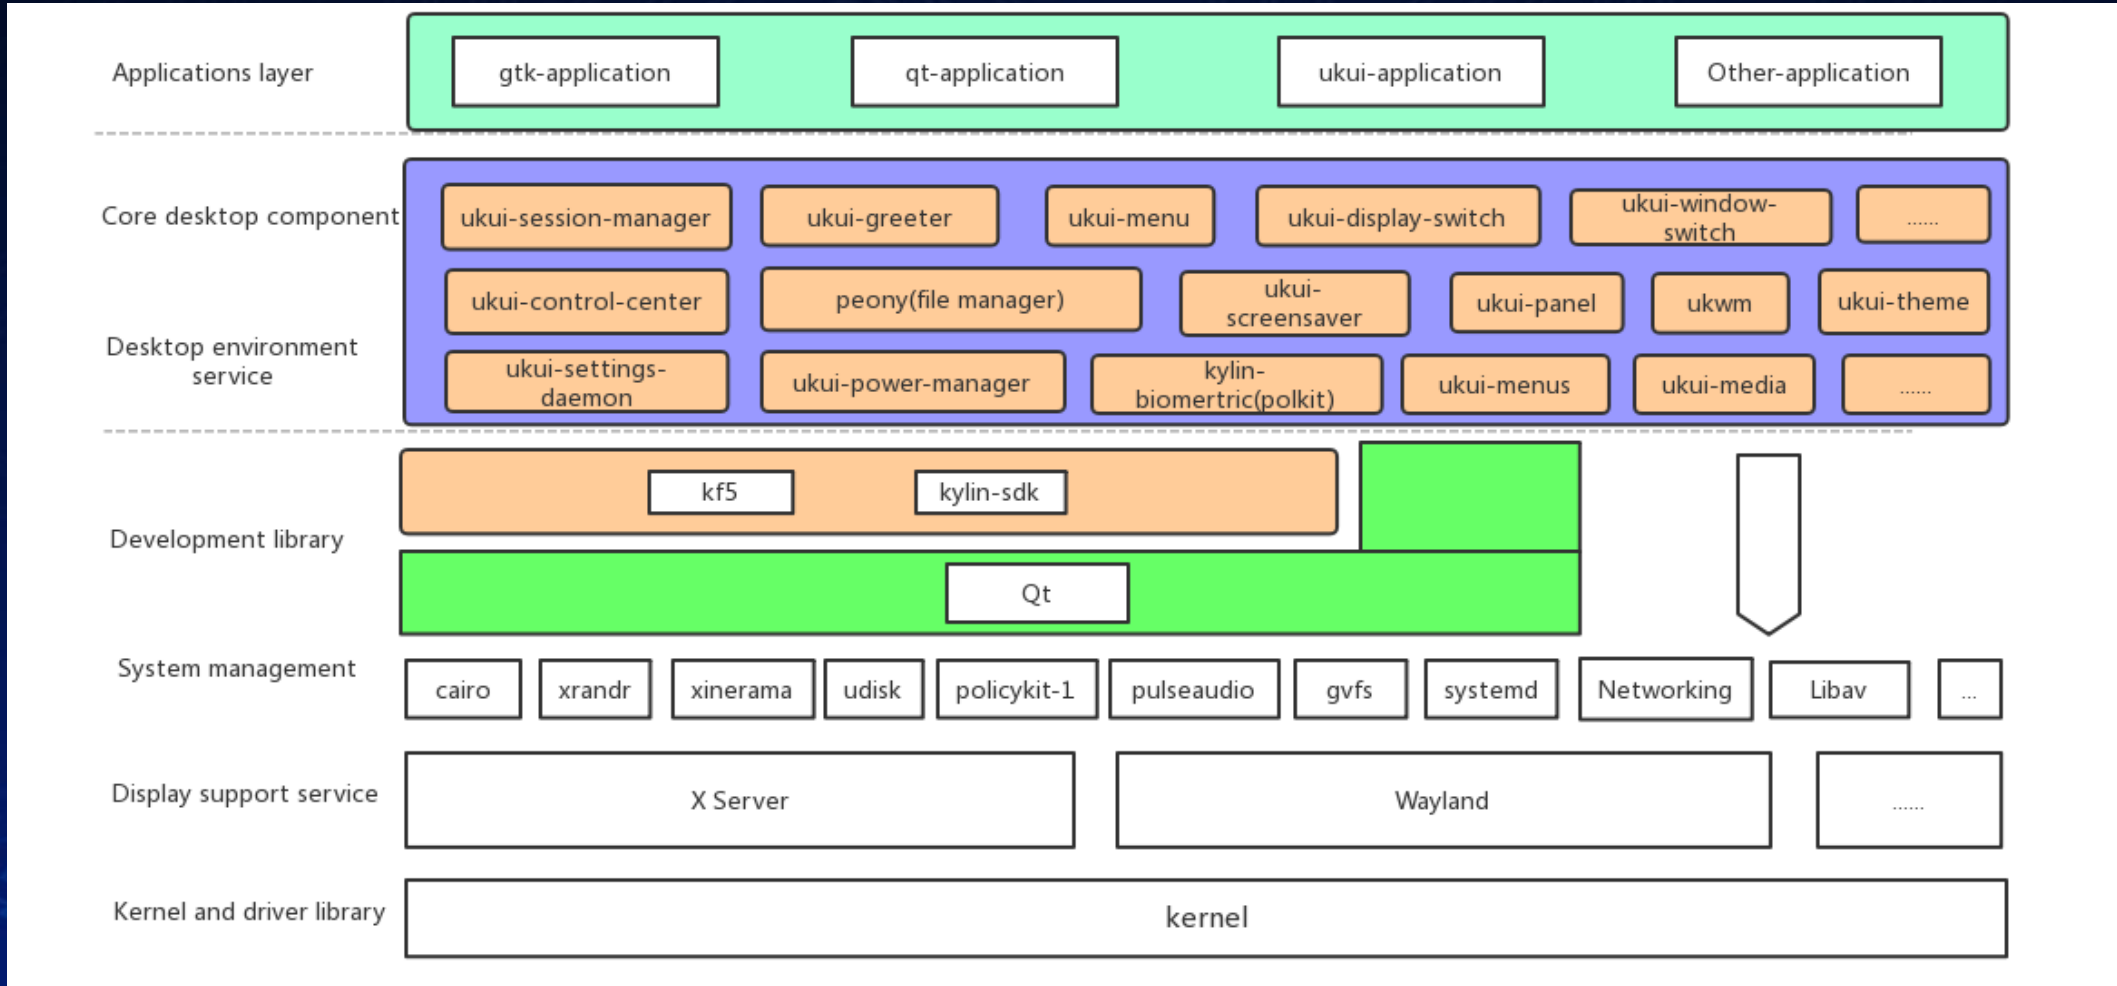 Applications layer
gtk-application
qt-application
ukui-application
Other-application
Core desktop component
ukui-session-manager
ukui-greeter
ukui-menu
ukui-display-switch
ukui-window-
switch
......
ukui-control-center
peony(file manager)
ukui-
screensaver
ukui-panel
ukwm
ukui-theme
Desktop environment
service
ukui-settings-
daemon
ukui-power-manager
kylin-
biomertric(polkit)
ukui-menus
ukui-media
......
Development library
kf5
kylin-sdk
Qt
System management
cairo
xrandr
xinerama
udisk
policykit-1
pulseaudio
gvfs
systemd
Networking
Libav
...
Display support service
X Server
Wayland
......
Kernel and driver library
kernel